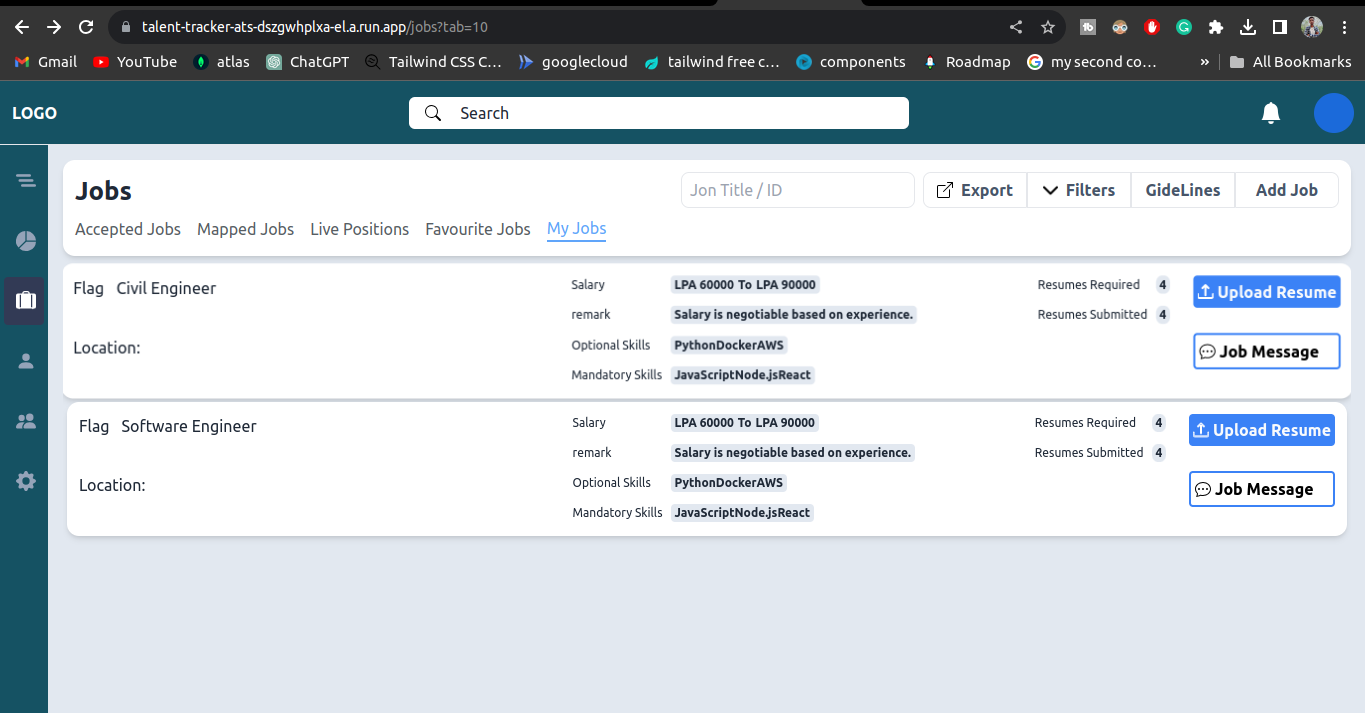 talent-tracker-ats-dszgwhplxa-el.a.run.app/jobs?tab=10
Gmail YouTube atlas ChatGPT Tailwind CSS C... googlecloud tailwind free c... components Roadmap my second co... » All Bookmarks
LOGO Search
Jobs Jon Title / ID Export Filters GideLines Add Job
Accepted Jobs Mapped Jobs Live Positions Favourite Jobs My Jobs
Flag Civil Engineer Salary LPA 60000 To LPA 90000 Resumes Required 4 Upload Resume
remark Salary is negotiable based on experience. Resumes Submitted 4
Location: Optional Skills PythonDockerAWS Job Message
Mandatory Skills JavaScriptNode.jsReact
Flag Software Engineer Salary LPA 60000 To LPA 90000 Resumes Required 4 Upload Resume
remark Salary is negotiable based on experience. Resumes Submitted 4
Location: Optional Skills PythonDockerAWS Job Message
Mandatory Skills JavaScriptNode.jsReact